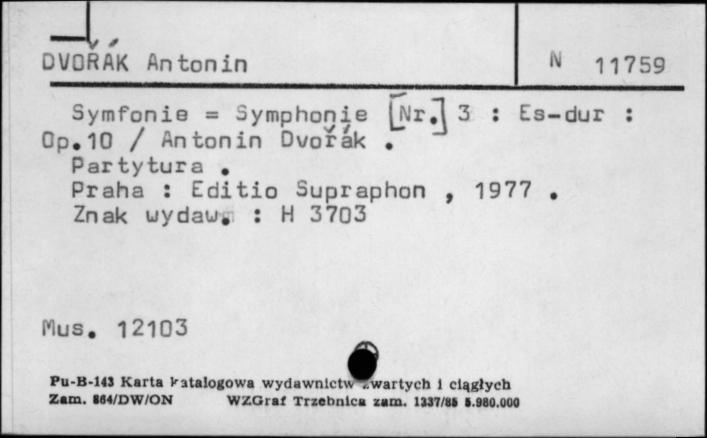 DVOŘÁK Antonin N 11759
Symfonie = Symphonie [Nr.] 3 : Es-dur :
Op.10 / Antonin Dvořák .
Partytura .
Praha : Editio Supraphon , 1977 .
Znak wydaw. : H 3703
Mus. 12103
Pu-B-143 Karta katalogowa wydawnictw zwartych i ciągłych
Zam. 864/DW/ON WZGraf Trzebnica zam. 1337/85 5.980.000